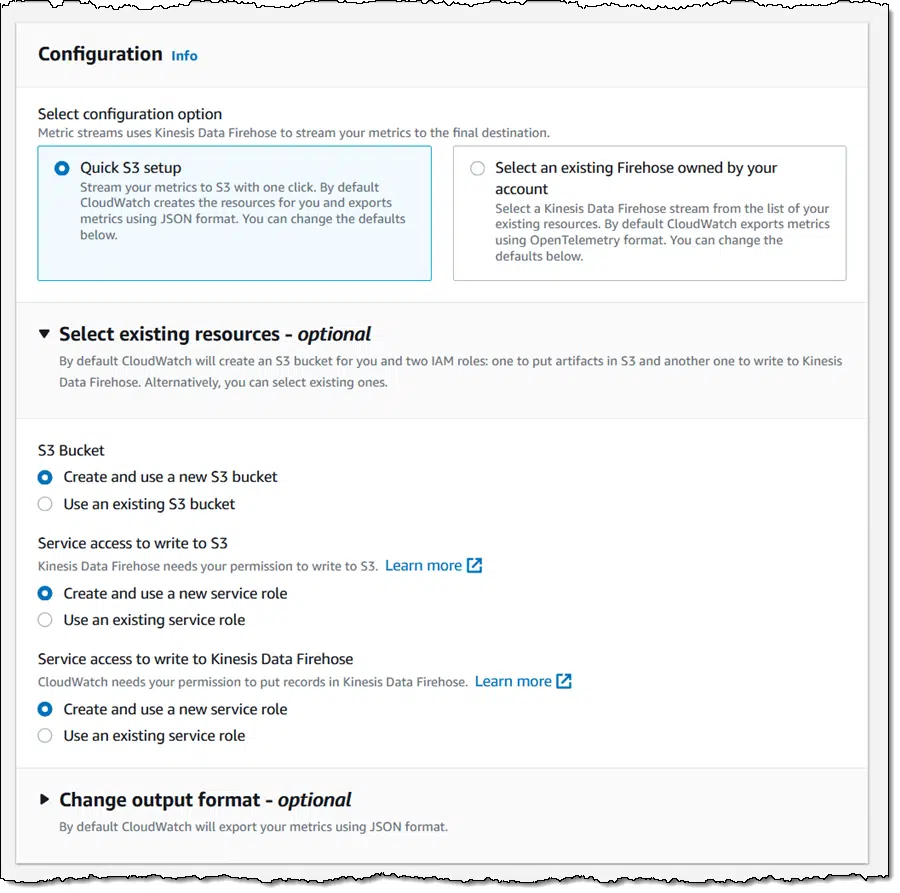 Configuration Info
Select configuration option
Metric streams uses Kinesis Data Firehose to stream your metrics to the final destination.
Quick S3 setup
Stream your metrics to S3 with one click. By default
CloudWatch creates the resources for you and exports
metrics using JSON format. You can change the defaults
below.
Select an existing Firehose owned by your
account
Select a Kinesis Data Firehose stream from the list of your
existing resources. By default CloudWatch exports metrics
using OpenTelemetry format. You can change the
defaults below.
Select existing resources - optional
By default CloudWatch will create an S3 bucket for you and two IAM roles: one to put artifacts in S3 and another one to write to Kinesis
Data Firehose. Alternatively, you can select existing ones.
S3 Bucket
Create and use a new S3 bucket
Use an existing S3 bucket
Service access to write to S3
Kinesis Data Firehose needs your permission to write to S3. Learn more
Create and use a new service role
Use an existing service role
Service access to write to Kinesis Data Firehose
CloudWatch needs your permission to put records in Kinesis Data Firehose. Learn more
Create and use a new service role
Use an existing service role
Change output format - optional
By default CloudWatch will export your metrics using JSON format.